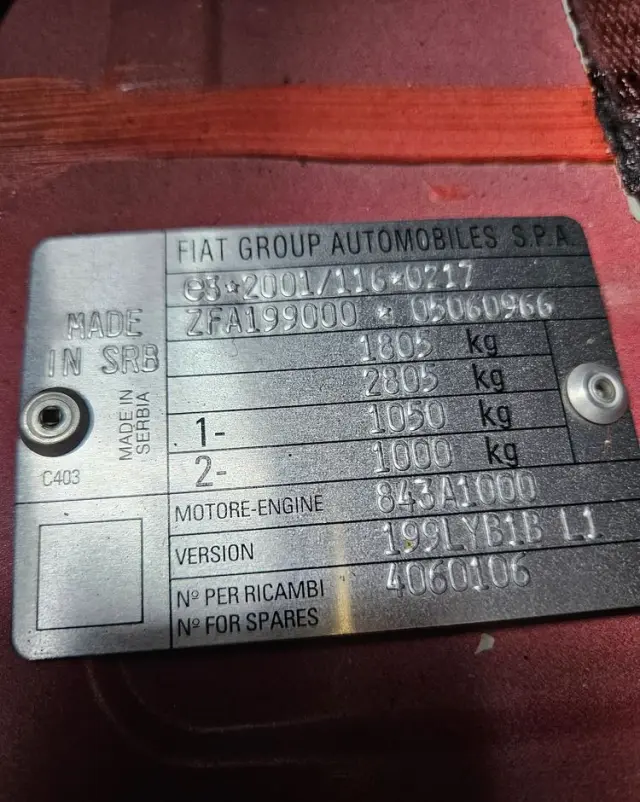 FIAT GROUP AUTOMOBILES S.P.A.
e3*2001/116*0217
ZFA199000 * 05060966
MADE
IN SRB
MADE IN
SERBIA
C403
1805 kg
2805 kg
1- 1050 kg
2- 1000 kg
MOTORE-ENGINE 843A1000
VERSION 199LYB1B L1
Nº PER RICAMBI
Nº FOR SPARES 4060106